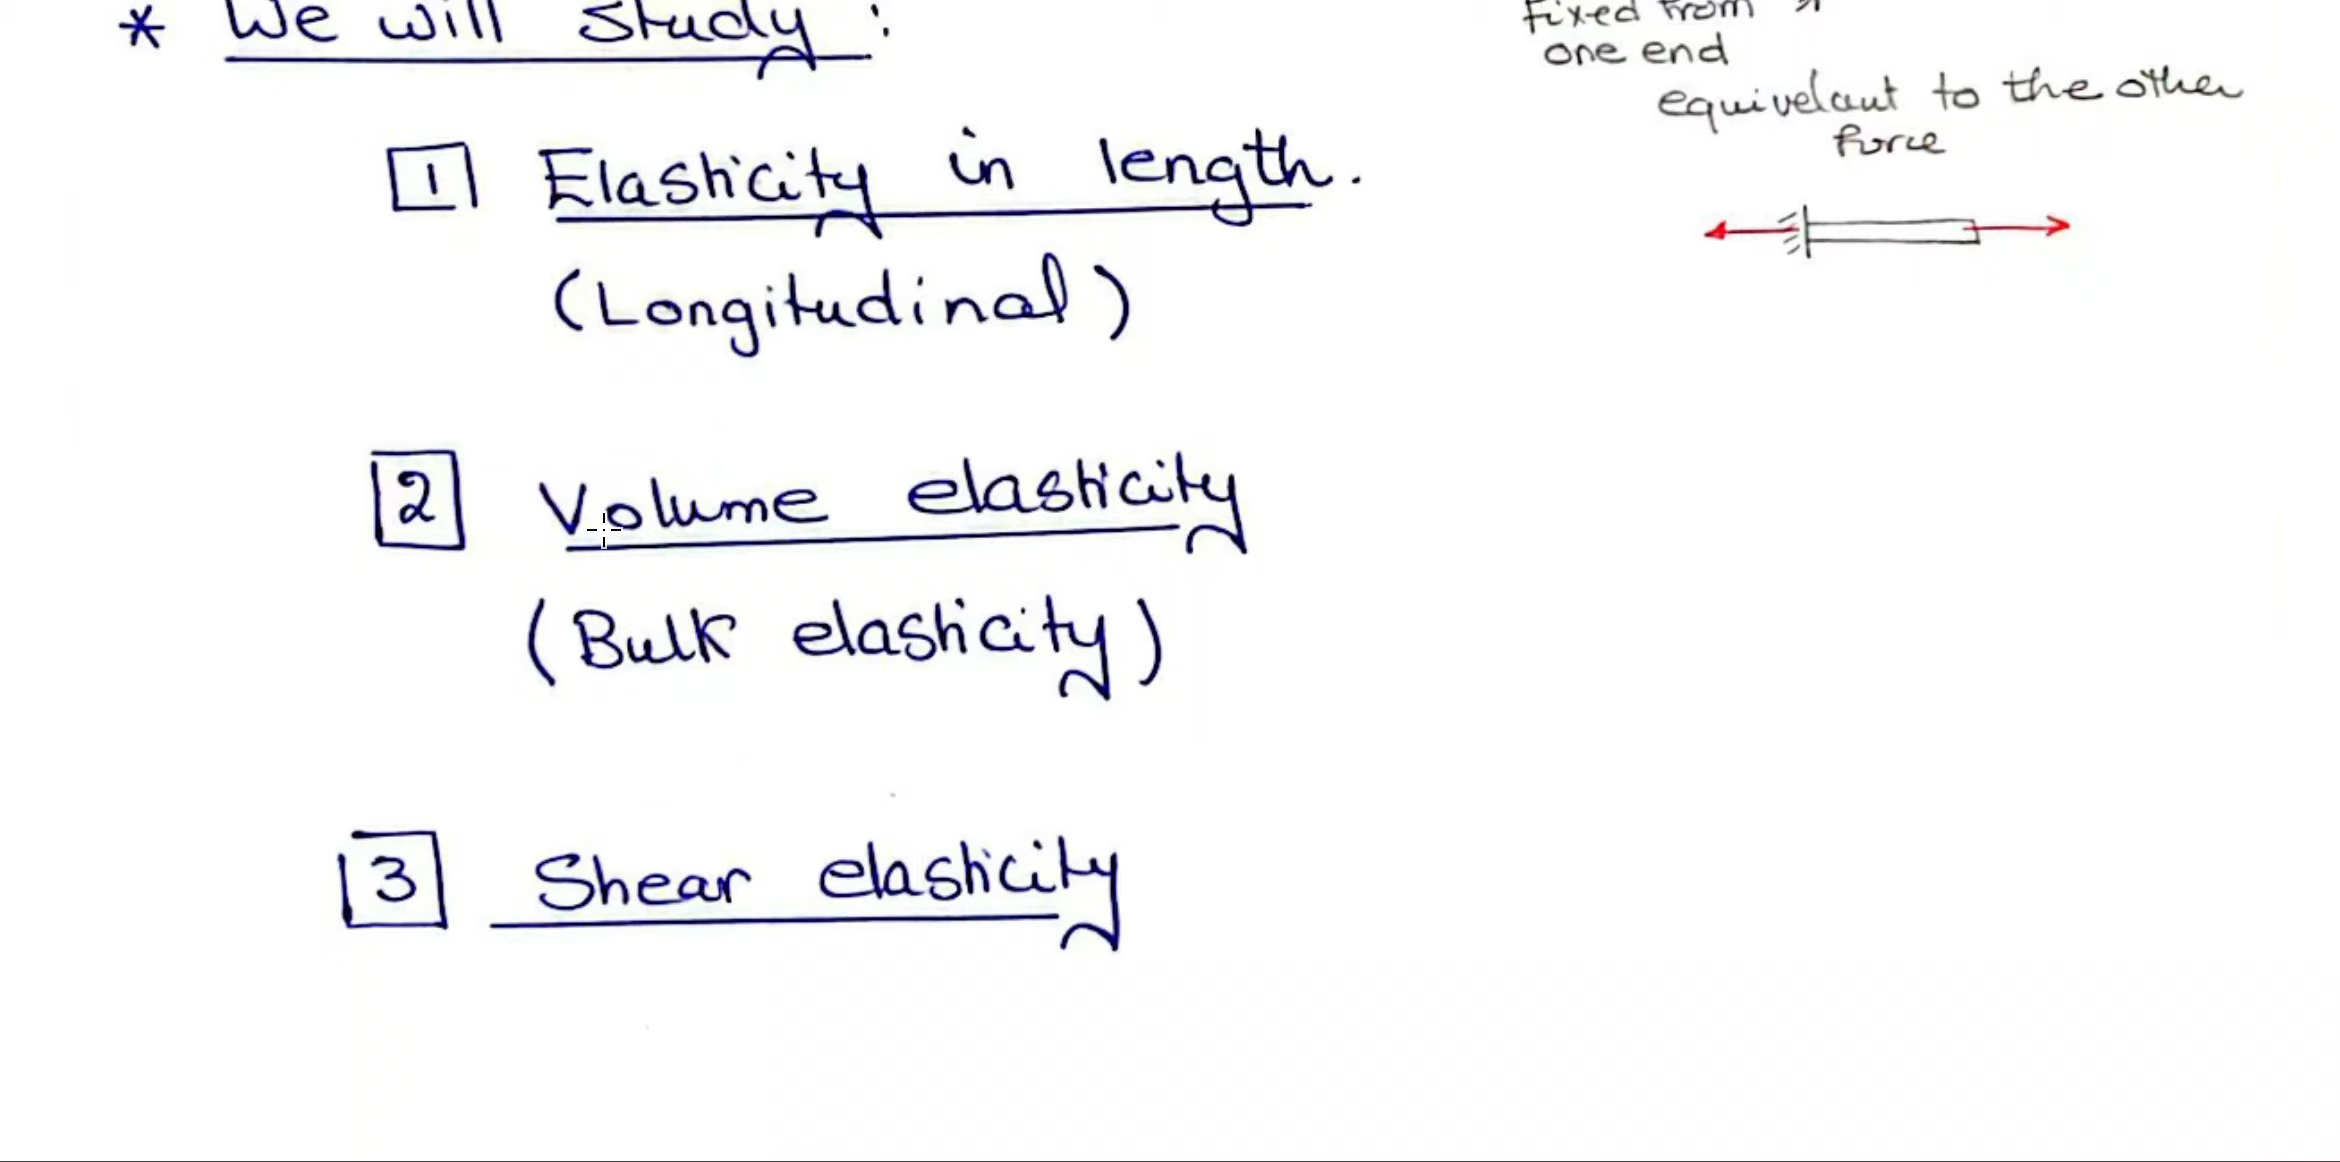 * We will study :
Fixed from
one end
equivelant to the other
force
1 Elasticity in length.
(Longitudinal)
2 Volume elasticity
(Bulk elasticity)
3 Shear elasticity